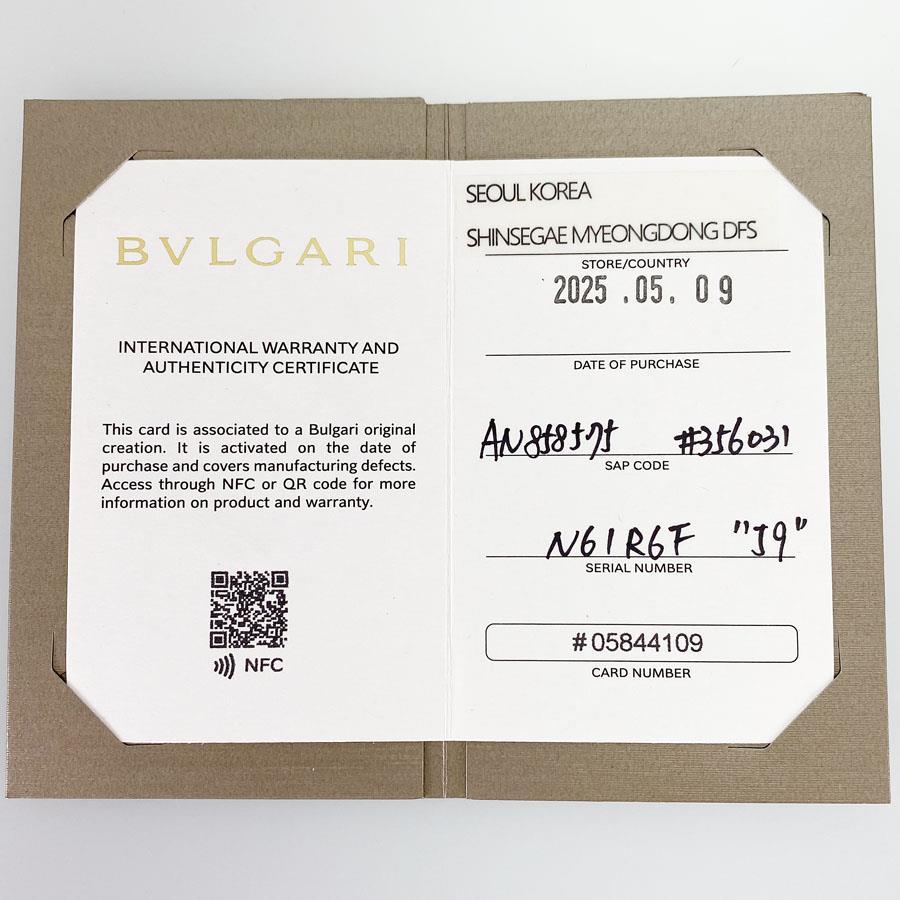 BVLGARI
INTERNATIONAL WARRANTY AND
AUTHENTICITY CERTIFICATE
This card is associated to a Bulgari original
creation. It is activated on the date of
purchase and covers manufacturing defects.
Access through NFC or QR code for more
information on product and warranty.
NFC
SEOUL KOREA
SHINSEGAE MYEONGDONG DFS
STORE/COUNTRY
2025 .05. 09
DATE OF PURCHASE
AN858575 #356031
SAP CODE
N61R6F "J9"
SERIAL NUMBER
#05844109
CARD NUMBER